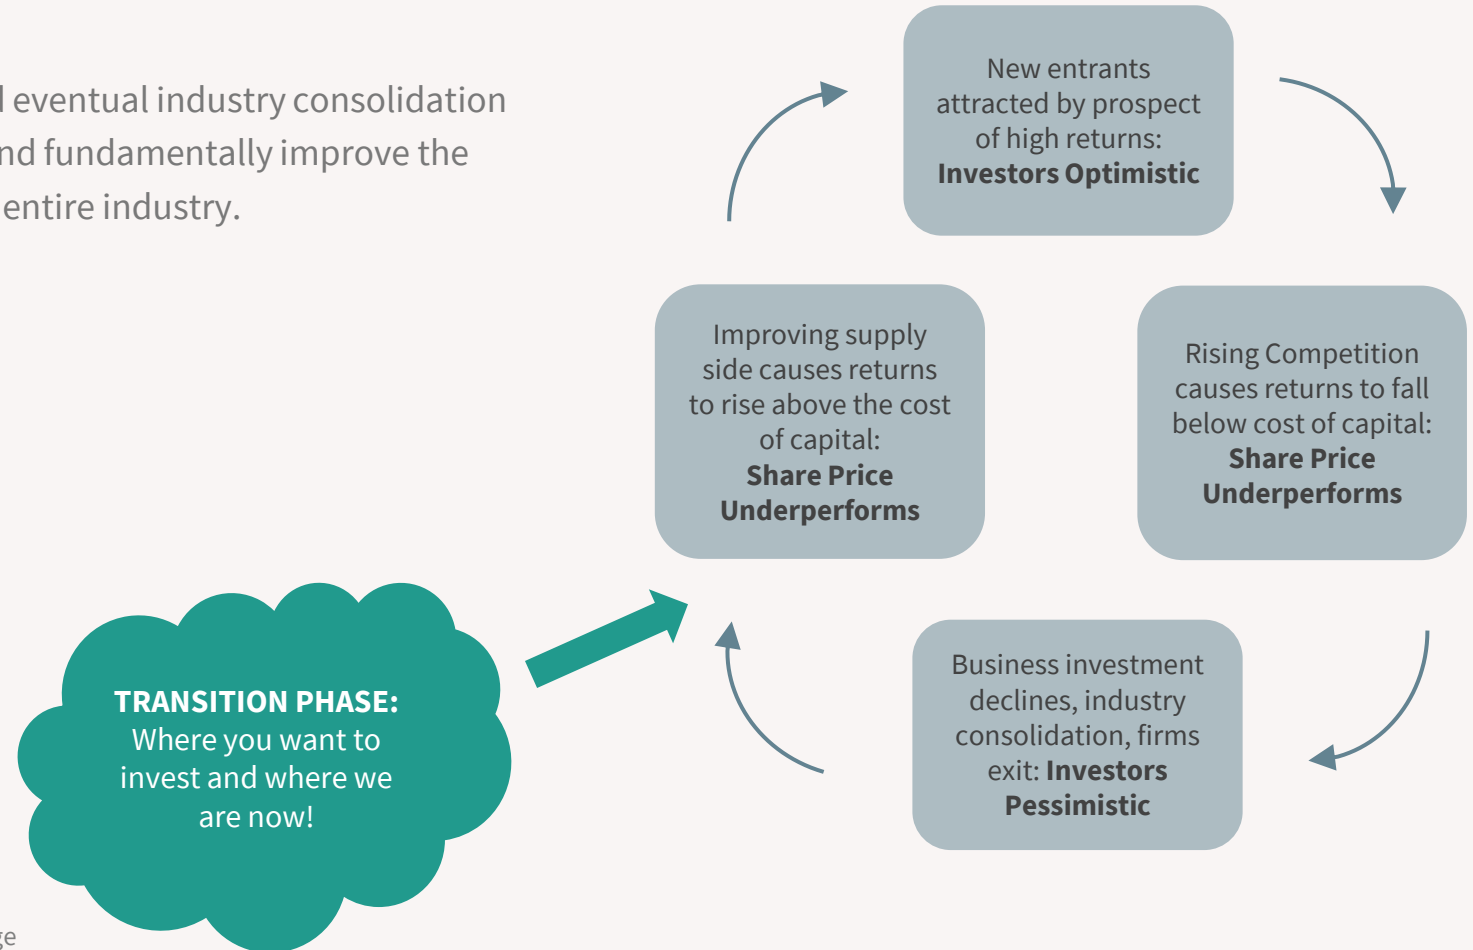 eventual industry consolidation
nd fundamentally improve the
entire industry.
New entrants
attracted by prospect
of high returns:
Investors Optimistic
Improving supply
side causes returns
to rise above the cost
of capital:
Share Price
Underperforms
Rising Competition
causes returns to fall
below cost of capital:
Share Price
Underperforms
Business investment
declines, industry
consolidation, firms
exit: Investors
Pessimistic
TRANSITION PHASE:
Where you want to
invest and where we
are now!
ge